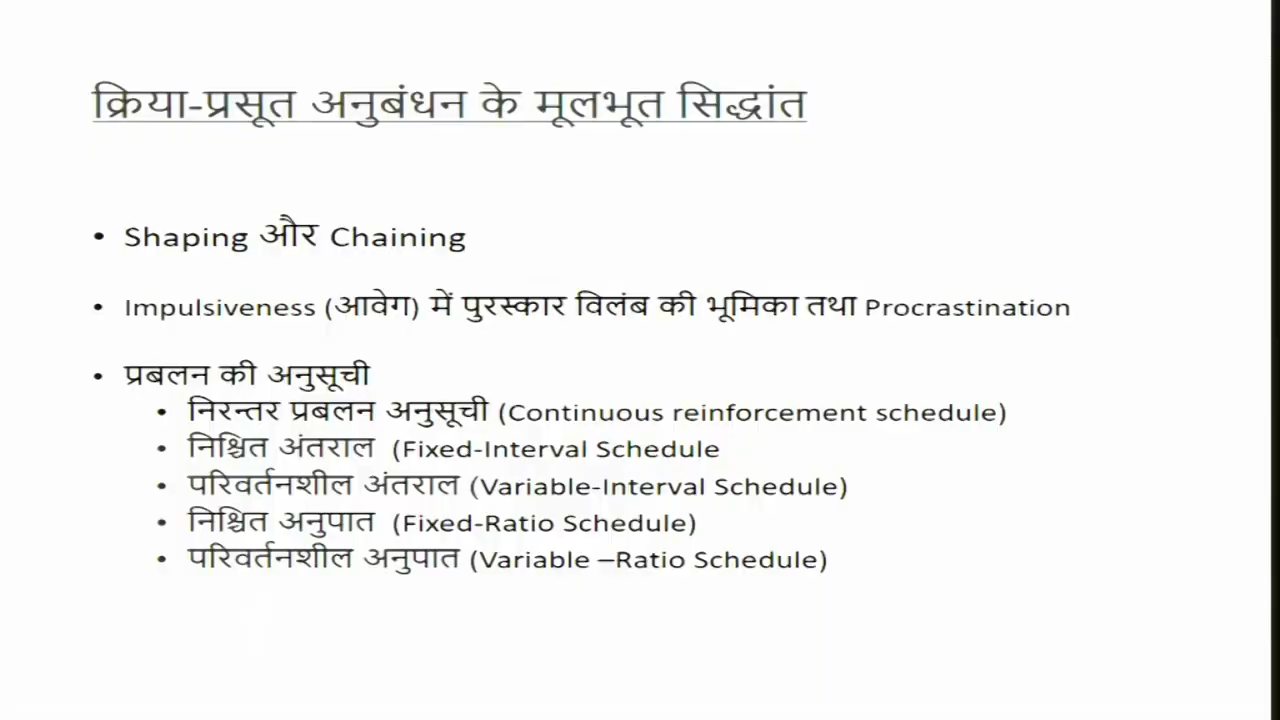 क्रिया-प्रसूत अनुबंधन के मूलभूत सिद्धांत
• Shaping और Chaining
• Impulsiveness (आवेग) में पुरस्कार विलंब की भूमिका तथा Procrastination
• प्रबलन की अनुसूची
• निरन्तर प्रबलन अनुसूची (Continuous reinforcement schedule)
• निश्चित अंतराल (Fixed-Interval Schedule
• परिवर्तनशील अंतराल (Variable-Interval Schedule)
• निश्चित अनुपात (Fixed-Ratio Schedule)
• परिवर्तनशील अनुपात (Variable –Ratio Schedule)